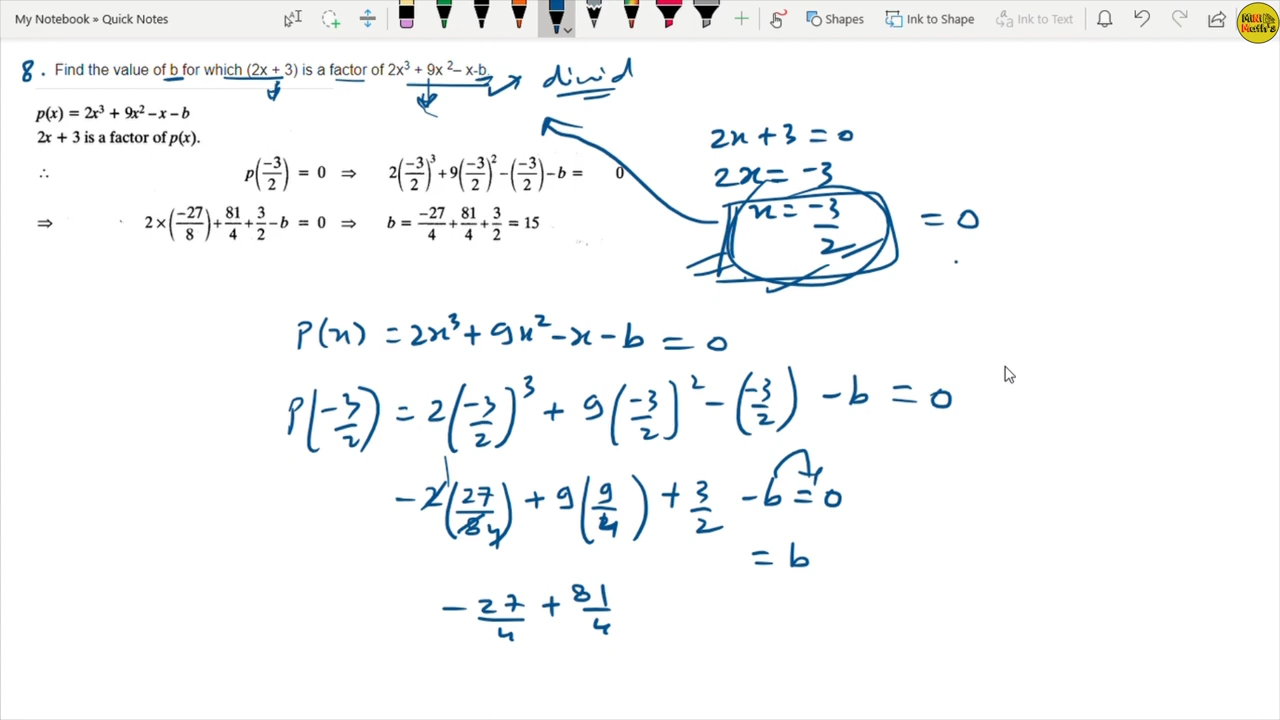 My Notebook » Quick Notes
Shapes
Ink to Shape
Ink to Text
MKR Math's
8. Find the value of b for which (2x + 3) is a factor of 2x³ + 9x ²– x-b.
divid
p(x) = 2x³ + 9x² – x – b
2x + 3 is a factor of p(x).
∴ p(-3/2) = 0 ⇒ 2(-3/2)³ + 9(-3/2)² – (-3/2) – b = 0
⇒ 2 × (-27/8) + 81/4 + 3/2 – b = 0 ⇒ b = -27/4 + 81/4 + 3/2 = 15
2x + 3 = 0
2x = -3
x = -3/2 = 0
P(x) = 2x³ + 9x² - x - b = 0
P(-3/2) = 2(-3/2)³ + 9(-3/2)² - (-3/2) - b = 0
- 2(27/8 4) + 9(9/4) + 3/2 - b = 0
= b
- 27/4 + 81/4